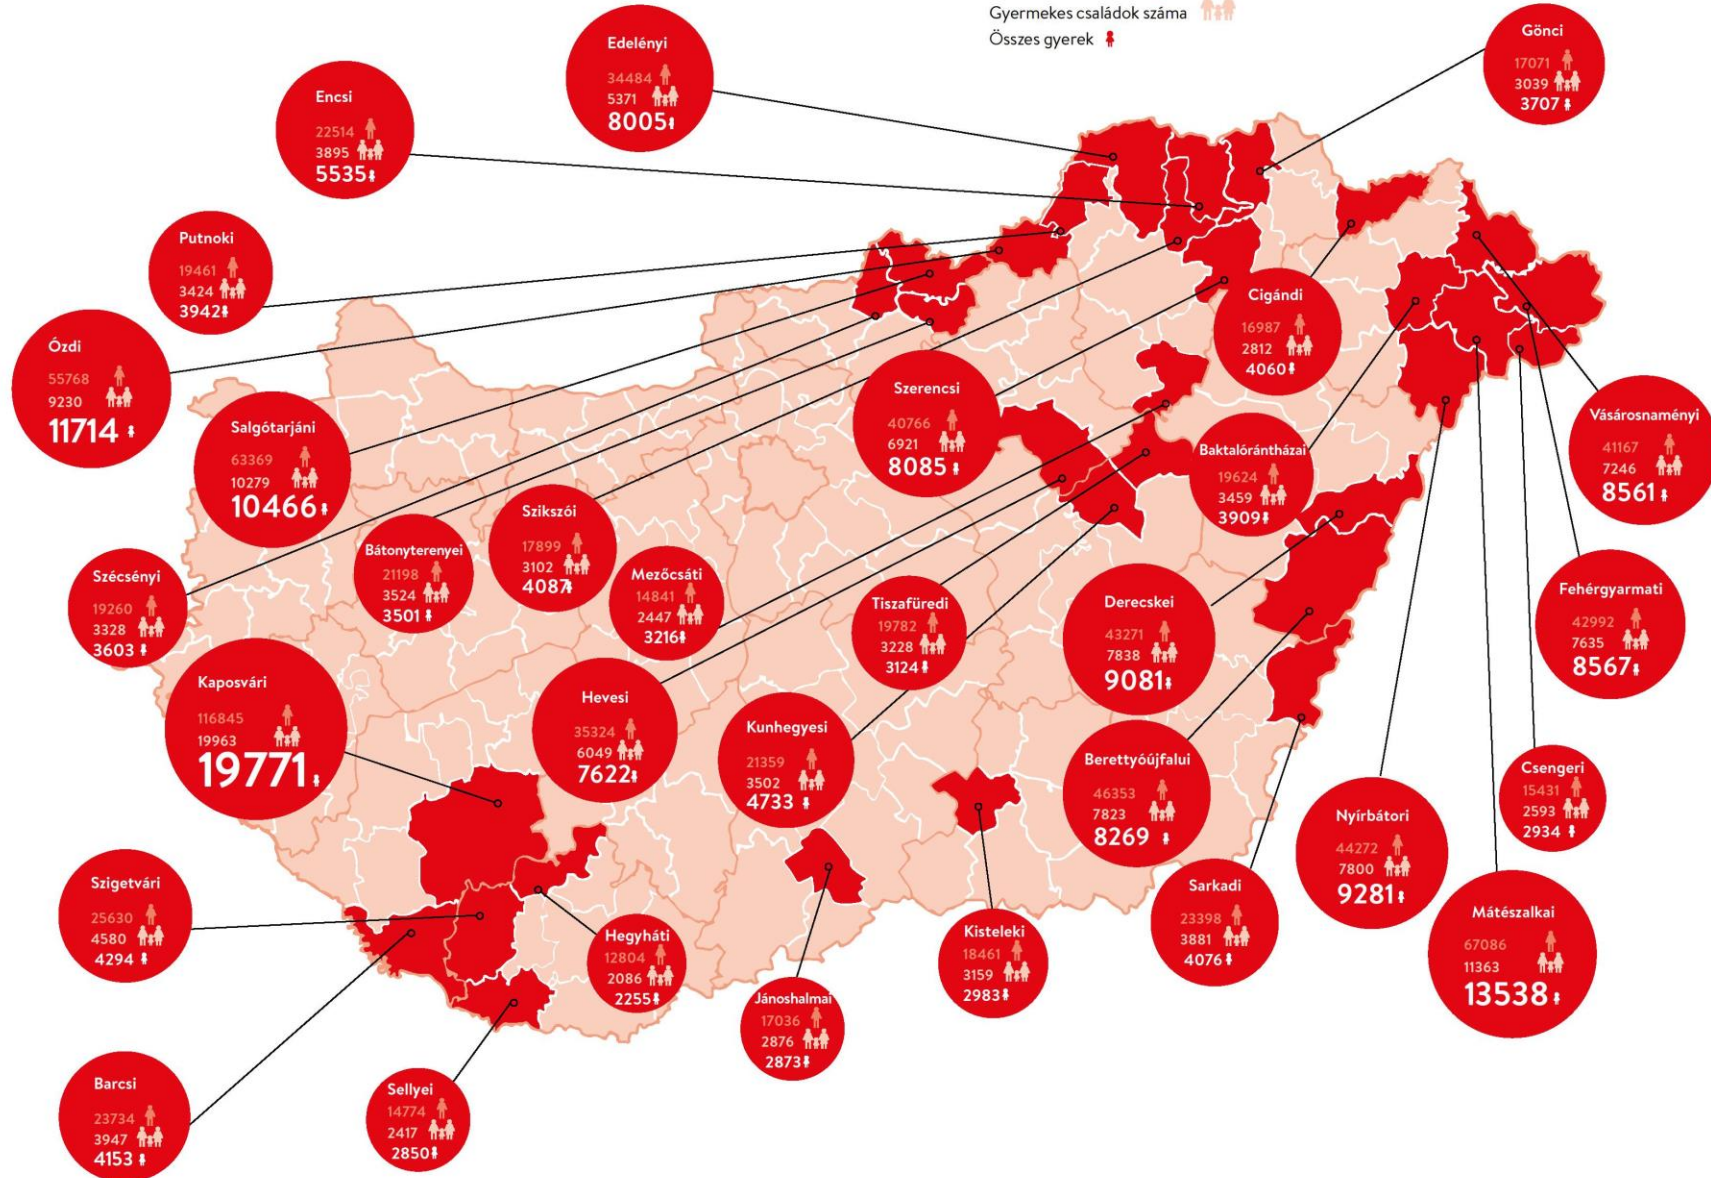 Gyermekes családok száma
Összes gyerek
Gönci
17071
3039
3707
Edelényi
34484
5371
8005
Encsi
22514
3895
5535
Putnoki
19461
3424
3942
Ózdi
55768
9230
11714
Cigándi
16987
2812
4060
Szerencsi
40766
6921
8085
Salgótarjáni
63369
10279
10466
Vásárosnaményi
41167
7246
8561
Baktalórántházai
19624
3459
3909
Szikszói
17899
3102
4087
Bátonyterenyei
21198
3524
3501
Szécsényi
19260
3328
3603
Mezőcsáti
14841
2447
3216
Tiszafüredi
19782
3228
3124
Derecskei
43271
7838
9081
Fehérgyarmati
42992
7635
8567
Kaposvári
116845
19963
19771
Hevesi
35324
6049
7622
Kunhegyesi
21359
3502
4733
Berettyóújfalui
46353
7823
8269
Csengeri
15431
2593
2934
Nyírbátori
44272
7800
9281
Szigetvári
25630
4580
4294
Sarkadi
23398
3881
4076
Mátészalkai
67086
11363
13538
Hegyháti
12804
2086
2255
Kisteleki
18461
3159
2983
Jánoshalmai
17036
2876
2873
Barcsi
23734
3947
4153
Sellyei
14774
2417
2850